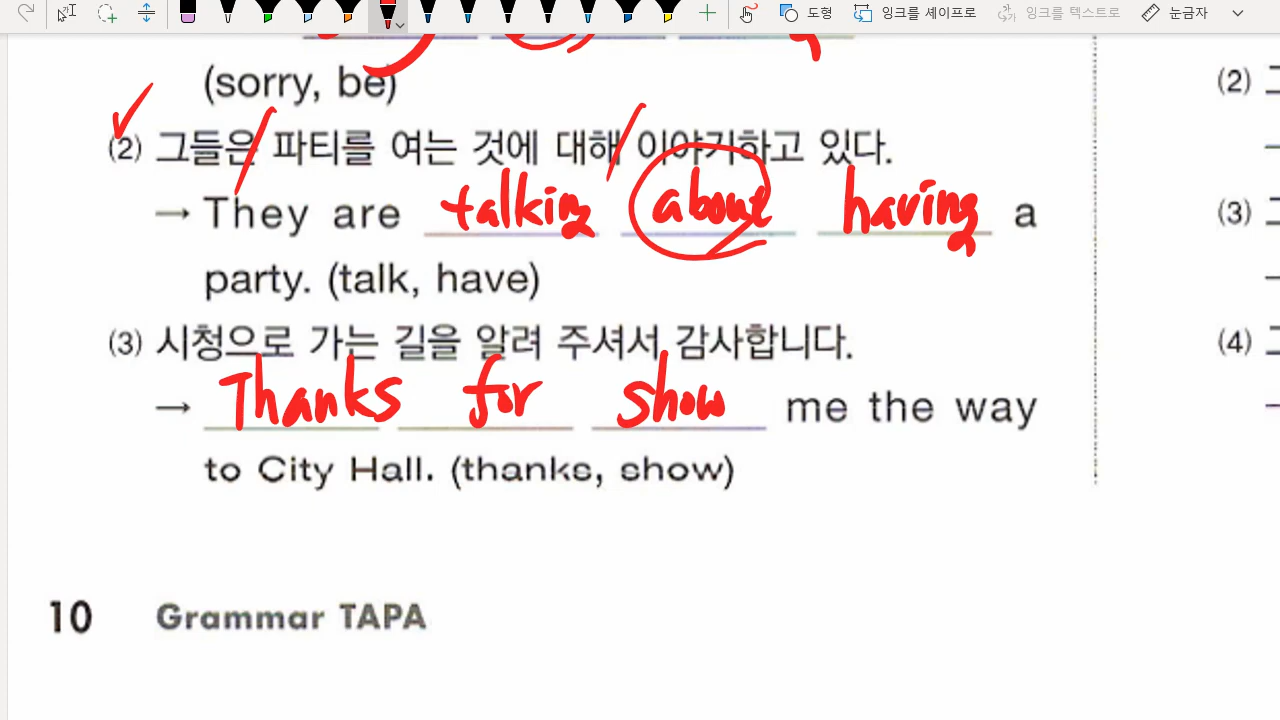 도형 잉크를 셰이프로 잉크를 텍스트로 눈금자
(sorry, be)
(2) 그들은 파티를 여는 것에 대해 이야기하고 있다.
→ They are talking about having a
party. (talk, have)
(3) 시청으로 가는 길을 알려 주셔서 감사합니다.
→ Thanks for show me the way
to City Hall. (thanks, show)
10 Grammar TAPA
(2)
(3)
(4)